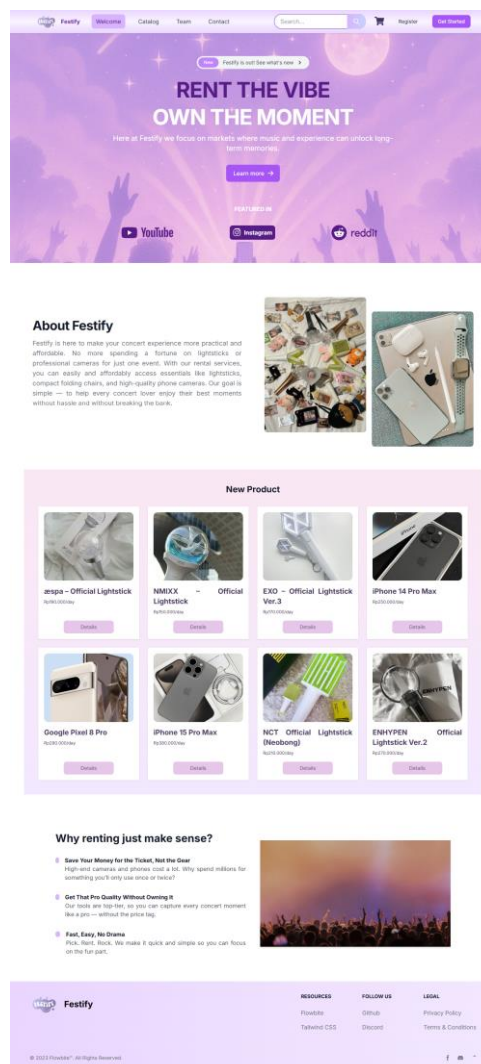 Festify
Welcome
Catalog
Team
Contact
Search...
Register
Get Started
Festify is out! See what's new
RENT THE VIBE
OWN THE MOMENT
Here at Festify we focus on markets where music and experience can unlock long-
term memories.
Learn more
FEATURED IN
YouTube
Instagram
reddit
About Festify
Festify is here to make your concert experience more practical and
affordable. No more spending a fortune on lightsticks or
professional cameras for just one event. With our rental services,
you can easily and affordably access essentials like lightsticks,
compact folding chairs, and high-quality phone cameras. Our goal is
simple — to help every concert lover enjoy their best moments
without hassle and without breaking the bank.
New Product
æspa – Official Lightstick
Details
NMIXX – Official
Lightstick
Details
EXO – Official Lightstick
Ver.3
Details
iPhone 14 Pro Max
Details
Google Pixel 8 Pro
Details
iPhone 15 Pro Max
Details
NCT Official Lightstick
(Neobong)
Details
ENHYPEN
ENHYPEN Official
Lightstick Ver.2
Details
Why renting just make sense?
Save Your Money for the Ticket, Not the Gear
High-end cameras and phones cost a lot. Why spend millions for
something you'll only use once or twice?
Get That Pro Quality Without Owning It
Our tools are top-tier, so you can capture every concert moment
like a pro — without the price tag.
Fast, Easy, No Drama
Pick. Rent. Rock. We make it quick and simple so you can focus
on the fun part.
Festify
RESOURCES
Flowbite
Tailwind CSS
FOLLOW US
Github
Discord
LEGAL
Privacy Policy
Terms & Conditions
© 2023 Flowbite™. All Rights Reserved.